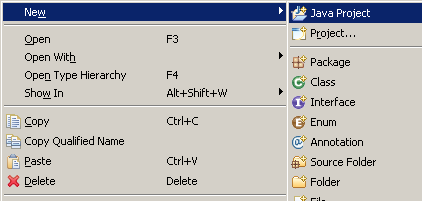 New
Open F3
Open With
Open Type Hierarchy F4
Show In Alt+Shift+W
Copy Ctrl+C
Copy Qualified Name
Paste Ctrl+V
Delete Delete
Java Project
Project...
Package
Class
Interface
Enum
Annotation
Source Folder
Folder